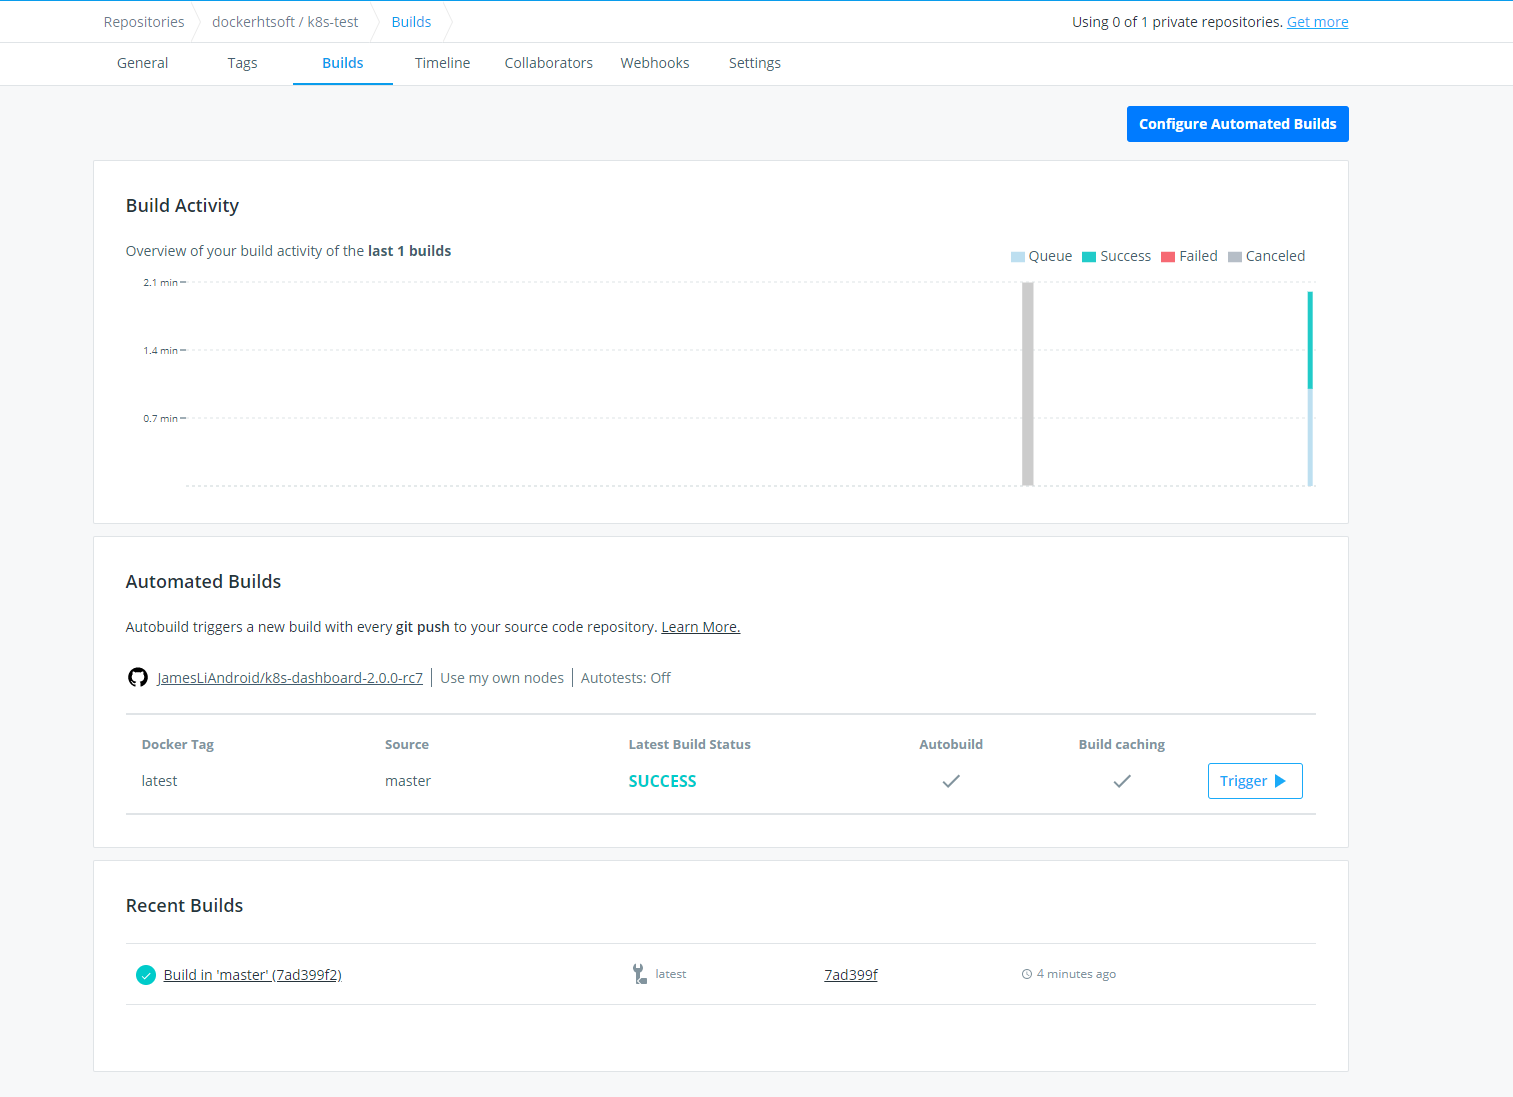 Repositories dockerhtsoft / k8s-test Builds Using 0 of 1 private repositories. Get more
General Tags Builds Timeline Collaborators Webhooks Settings
Configure Automated Builds
Build Activity
Overview of your build activity of the last 1 builds
Queue Success Failed Canceled
2.1 min
1.4 min
0.7 min
Automated Builds
Autobuild triggers a new build with every git push to your source code repository. Learn More.
JamesLiAndroid/k8s-dashboard-2.0.0-rc7 Use my own nodes Autotests: Off
Docker Tag Source Latest Build Status Autobuild Build caching
latest master SUCCESS Trigger
Recent Builds
Build in 'master' (7ad399f2) latest 7ad399f 4 minutes ago